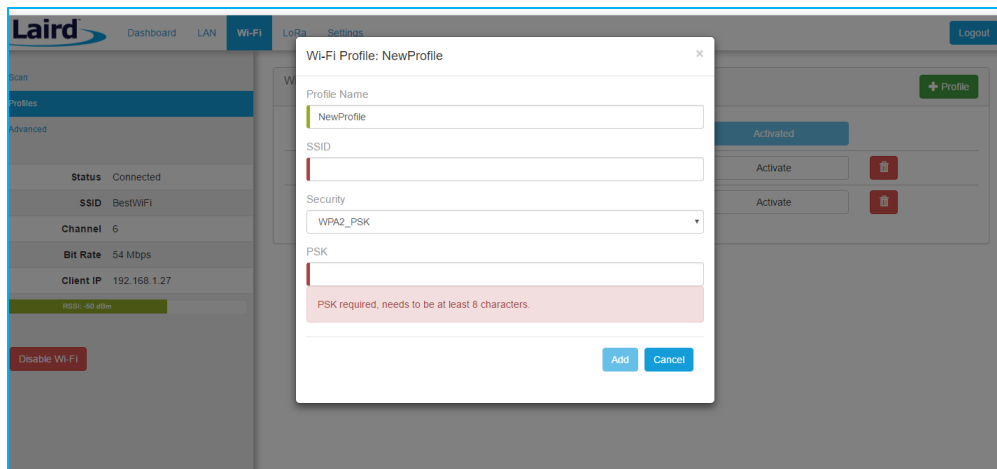 Laird
Dashboard LAN Wi-Fi LoRa Settings Logout
Scan
Profiles
Advanced
Status Connected
SSID BestWiFi
Channel 6
Bit Rate 54 Mbps
Client IP 192.168.1.27
RSSI: -50 dBm
Disable Wi-Fi
Wi-Fi Profile: NewProfile ×
Profile Name
NewProfile
SSID
Security
WPA2_PSK
PSK
PSK required, needs to be at least 8 characters.
Add Cancel
+ Profile
Activated
Activate
Activate